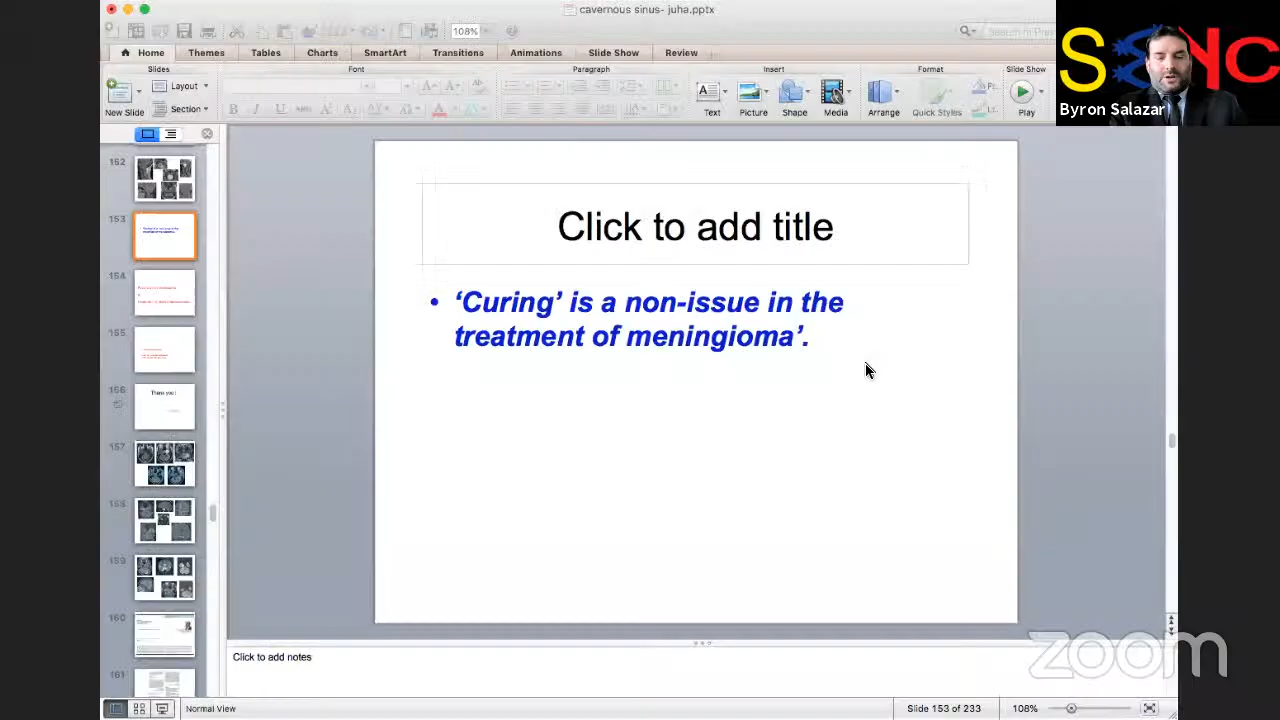 cavernous sinus- juha.pptx
108%
Home Themes Tables Charts SmartArt Transitions Animations Slide Show Review
Slides Font Paragraph Insert Format Slide Show
New Slide Layout Section
Text Picture Shape Media Arrange Quick Styles Play
Byron Salazar
152
153
154
155
156
Thank you!
157
158
159
160
161
Click to add title
• ‘Curing’ is a non-issue in the
treatment of meningioma’.
Click to add notes
zoom
Normal View Slide 153 of 233 108%